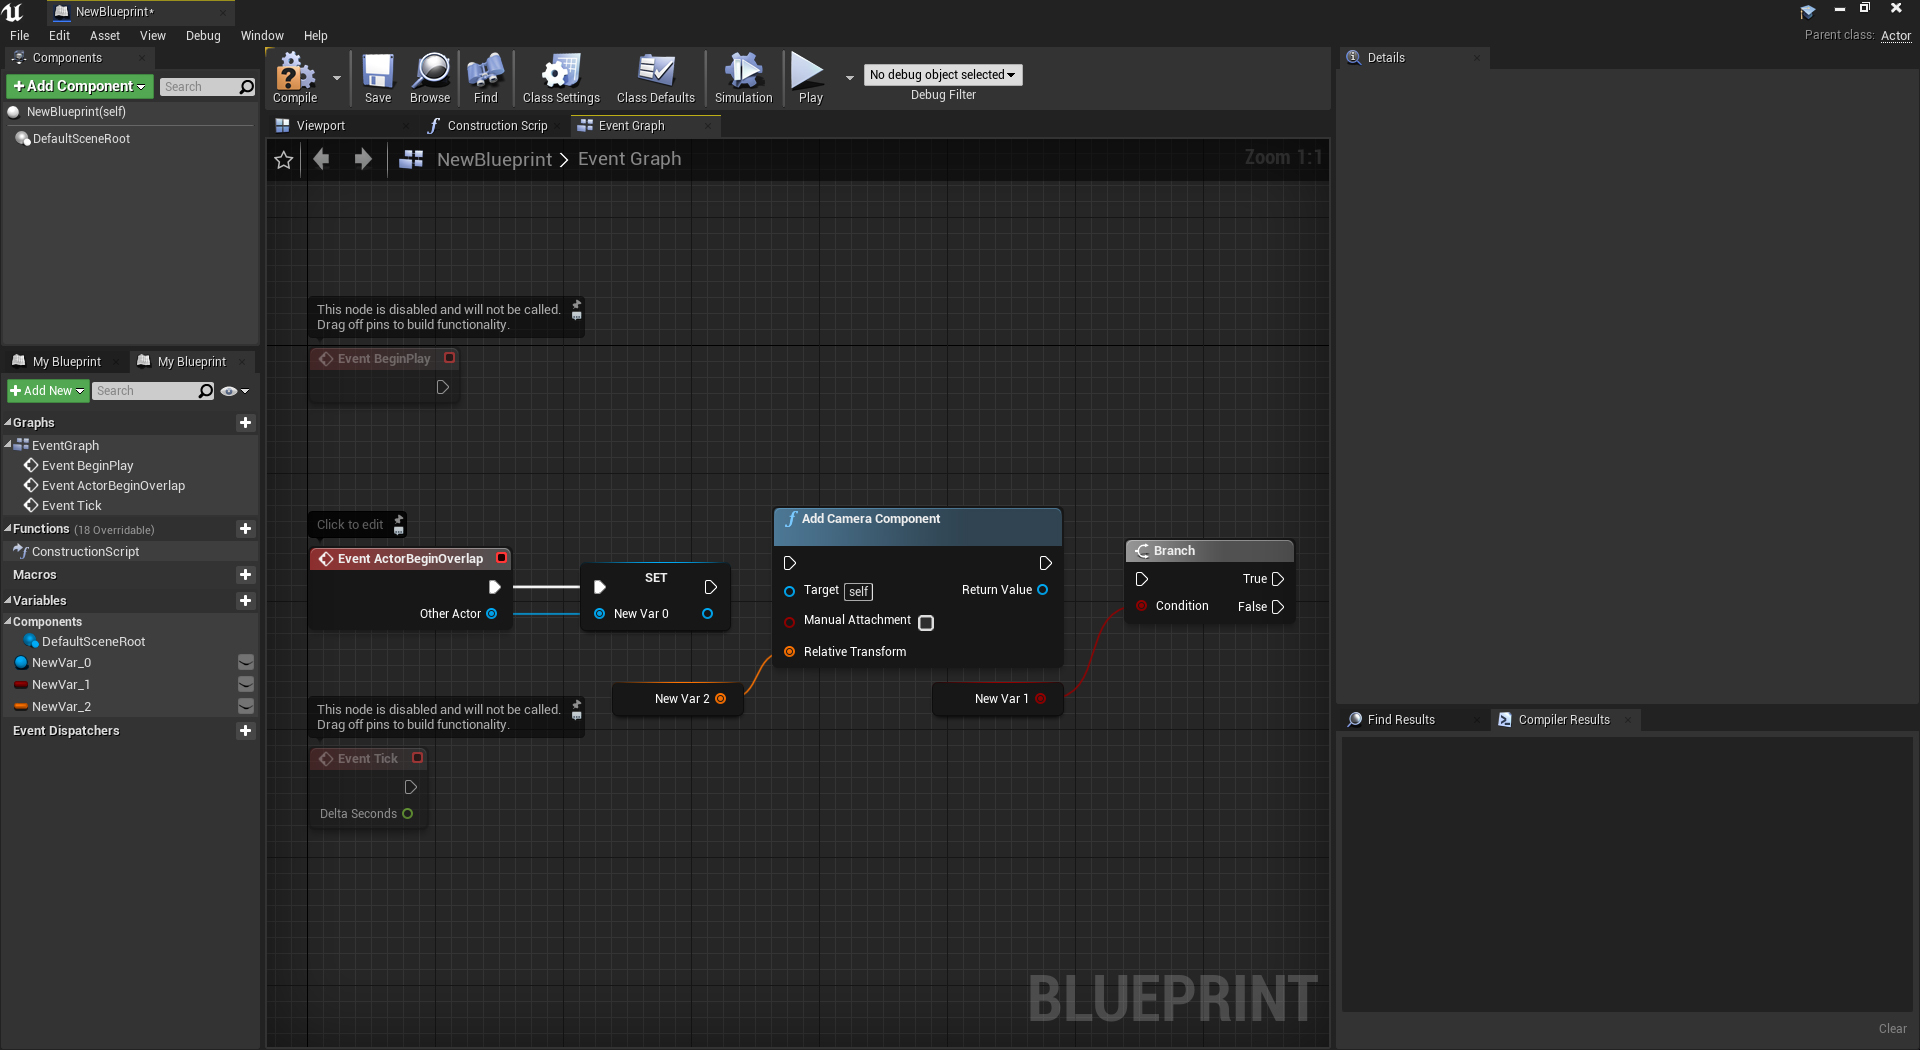 NewBlueprint*
File Edit Asset View Debug Window Help
Parent class: Actor
Components
+Add Component
Search
NewBlueprint(self)
DefaultSceneRoot
Compile
Save
Browse
Find
Class Settings
Class Defaults
Simulation
Play
No debug object selected
Debug Filter
Viewport
Construction Scrip
Event Graph
NewBlueprint > Event Graph
Zoom 1:1
My Blueprint
My Blueprint
+Add New
Search
Graphs
EventGraph
Event BeginPlay
Event ActorBeginOverlap
Event Tick
Functions (18 Overridable)
ConstructionScript
Macros
Variables
Components
DefaultSceneRoot
NewVar_0
NewVar_1
NewVar_2
Event Dispatchers
This node is disabled and will not be called.
Drag off pins to build functionality.
Event BeginPlay
Click to edit
Event ActorBeginOverlap
Other Actor
SET
New Var 0
Add Camera Component
Target self
Return Value
Manual Attachment
Relative Transform
New Var 2
New Var 1
Branch
True
Condition
False
This node is disabled and will not be called.
Drag off pins to build functionality.
Event Tick
Delta Seconds
BLUEPRINT
Details
Find Results
Compiler Results
Clear